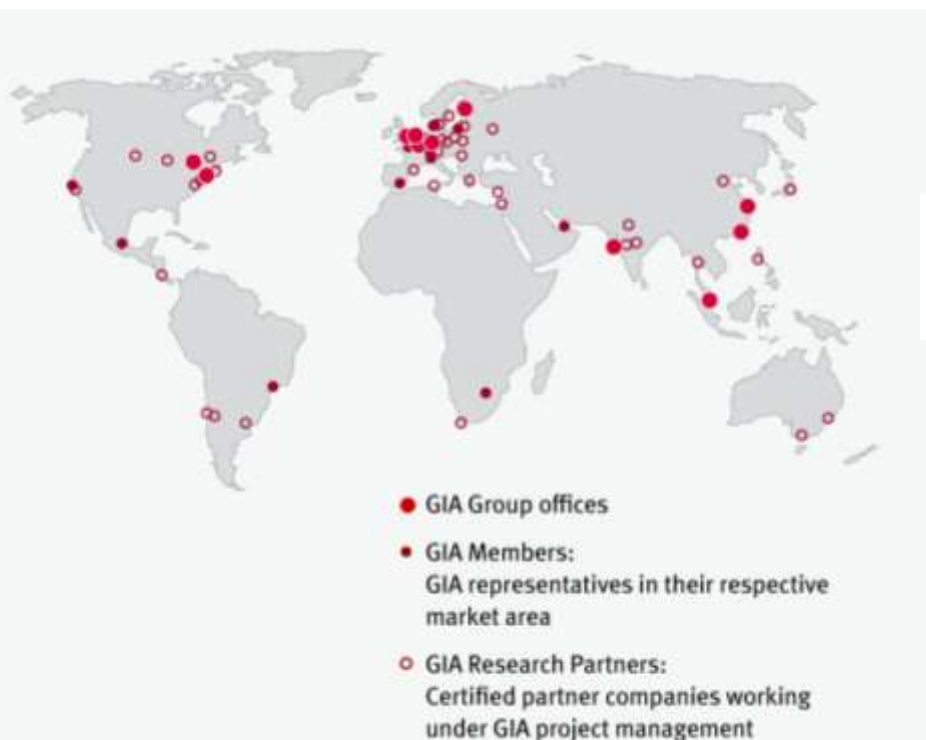 GIA Group offices
GIA Members:
GIA representatives in their respective
market area
GIA Research Partners:
Certified partner companies working
under GIA project management